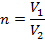 n = V₁/V₂